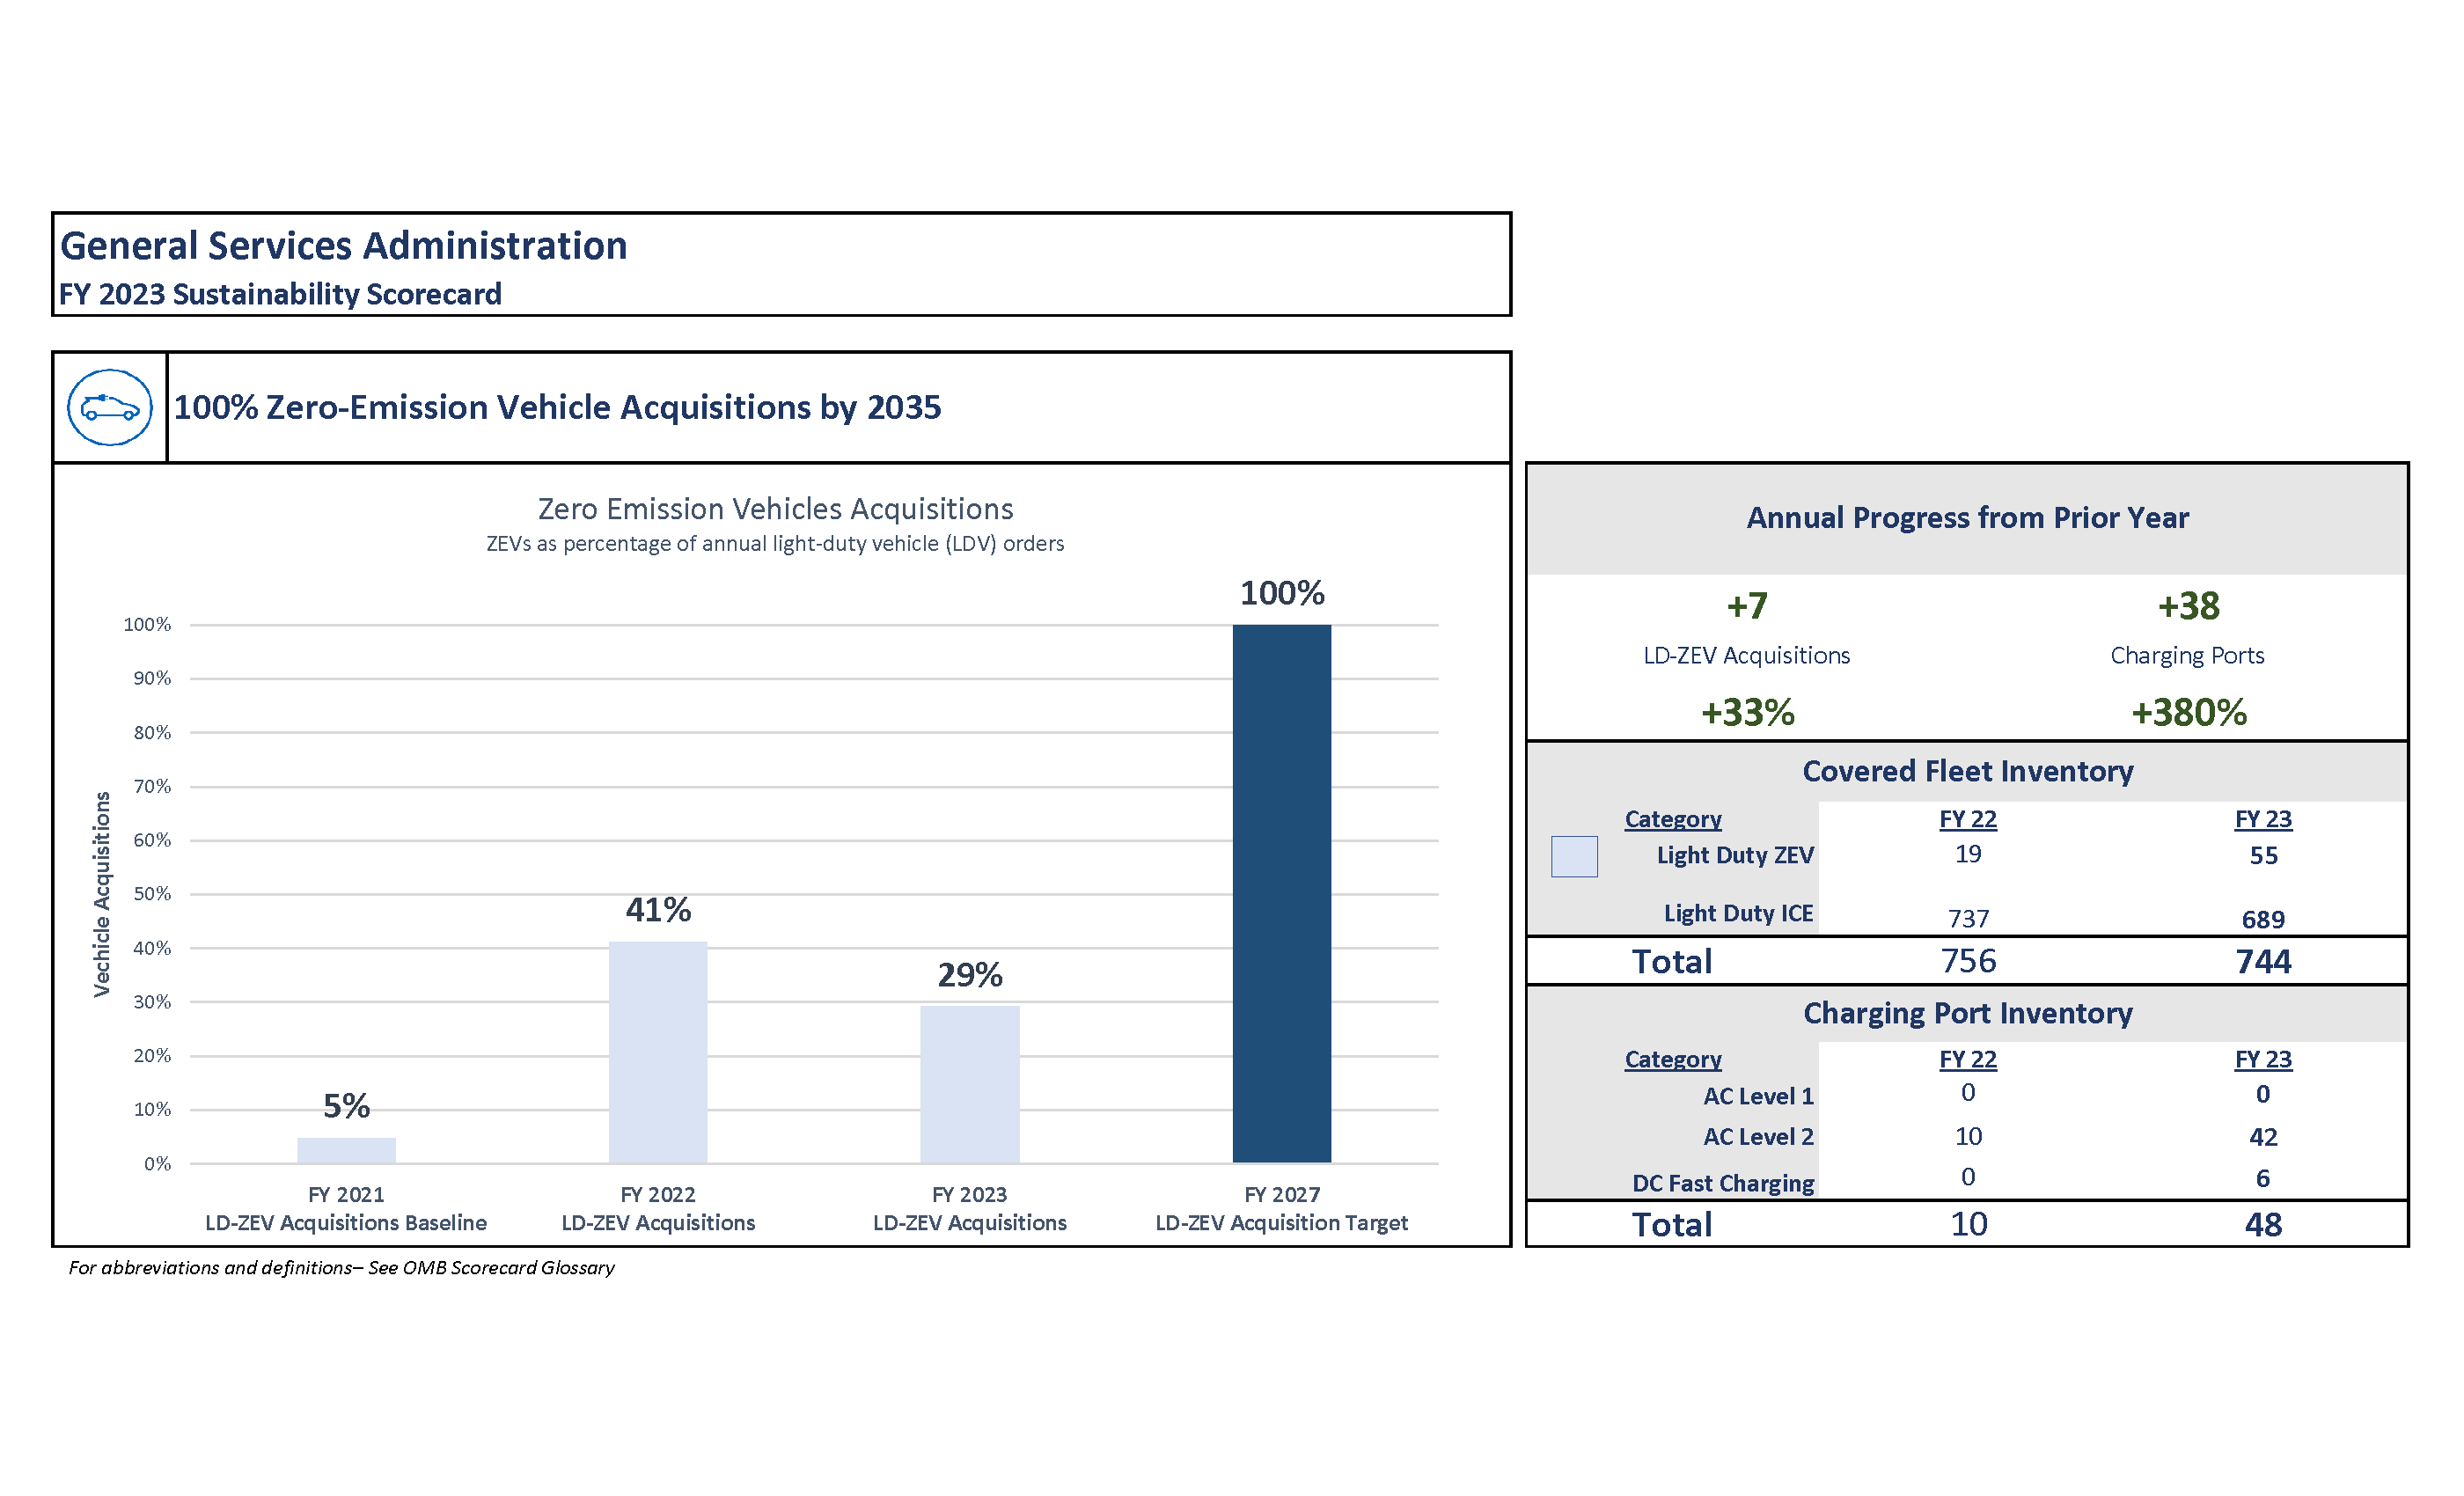 General Services Administration
FY 2023 Sustainability Scorecard
100% Zero-Emission Vehicle Acquisitions by 2035
Zero Emission Vehicles Acquisitions
ZEVs as percentage of annual light-duty vehicle (LDV) orders
Vechicle Acquisitions
100%
90%
80%
70%
60%
50%
40%
30%
20%
10%
0%
5%
41%
29%
100%
FY 2021
LD-ZEV Acquisitions Baseline
FY 2022
LD-ZEV Acquisitions
FY 2023
LD-ZEV Acquisitions
FY 2027
LD-ZEV Acquisition Target
For abbreviations and definitions– See OMB Scorecard Glossary
Annual Progress from Prior Year
+7 +38
LD-ZEV Acquisitions Charging Ports
+33% +380%
Covered Fleet Inventory
Category FY 22 FY 23
Light Duty ZEV 19 55
Light Duty ICE 737 689
Total 756 744
Charging Port Inventory
Category FY 22 FY 23
AC Level 1 0 0
AC Level 2 10 42
DC Fast Charging 0 6
Total 10 48